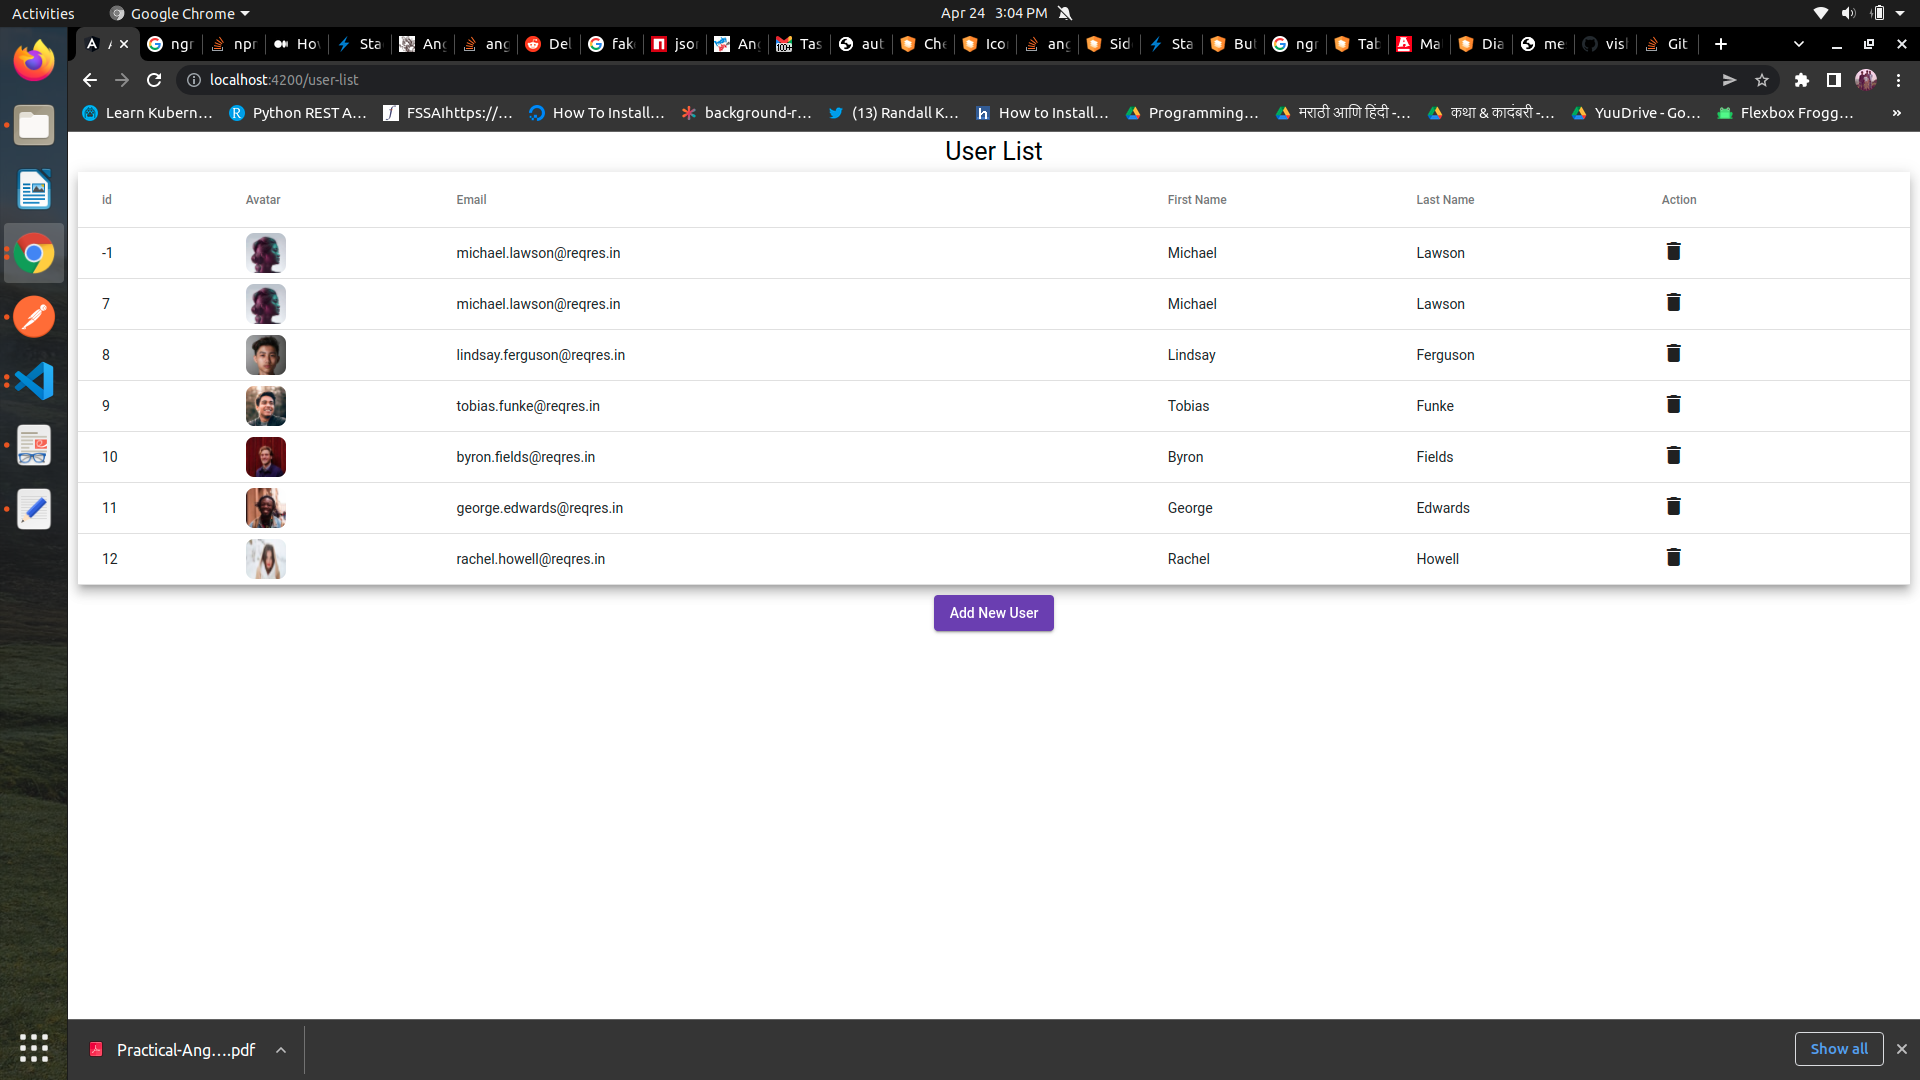 Activities Google Chrome Apr 24 3:04 PM
A ngr npr Hov Sta Ang ang Del fak jsor Ang Tas aut Che Icon ang Sid Sta But ngr Tab Ma Dia me vish Git
localhost:4200/user-list
Learn Kubern... Python REST A... FSSAIhttps://... How To Install... background-r... (13) Randall K... How to Install... Programming... मराठी आणि हिंदी -... कथा & कादंबरी -... YuuDrive - Go... Flexbox Frogg... »
User List
id Avatar Email First Name Last Name Action
-1 michael.lawson@reqres.in Michael Lawson
7 michael.lawson@reqres.in Michael Lawson
8 lindsay.ferguson@reqres.in Lindsay Ferguson
9 tobias.funke@reqres.in Tobias Funke
10 byron.fields@reqres.in Byron Fields
11 george.edwards@reqres.in George Edwards
12 rachel.howell@reqres.in Rachel Howell
Add New User
Practical-Ang....pdf Show all